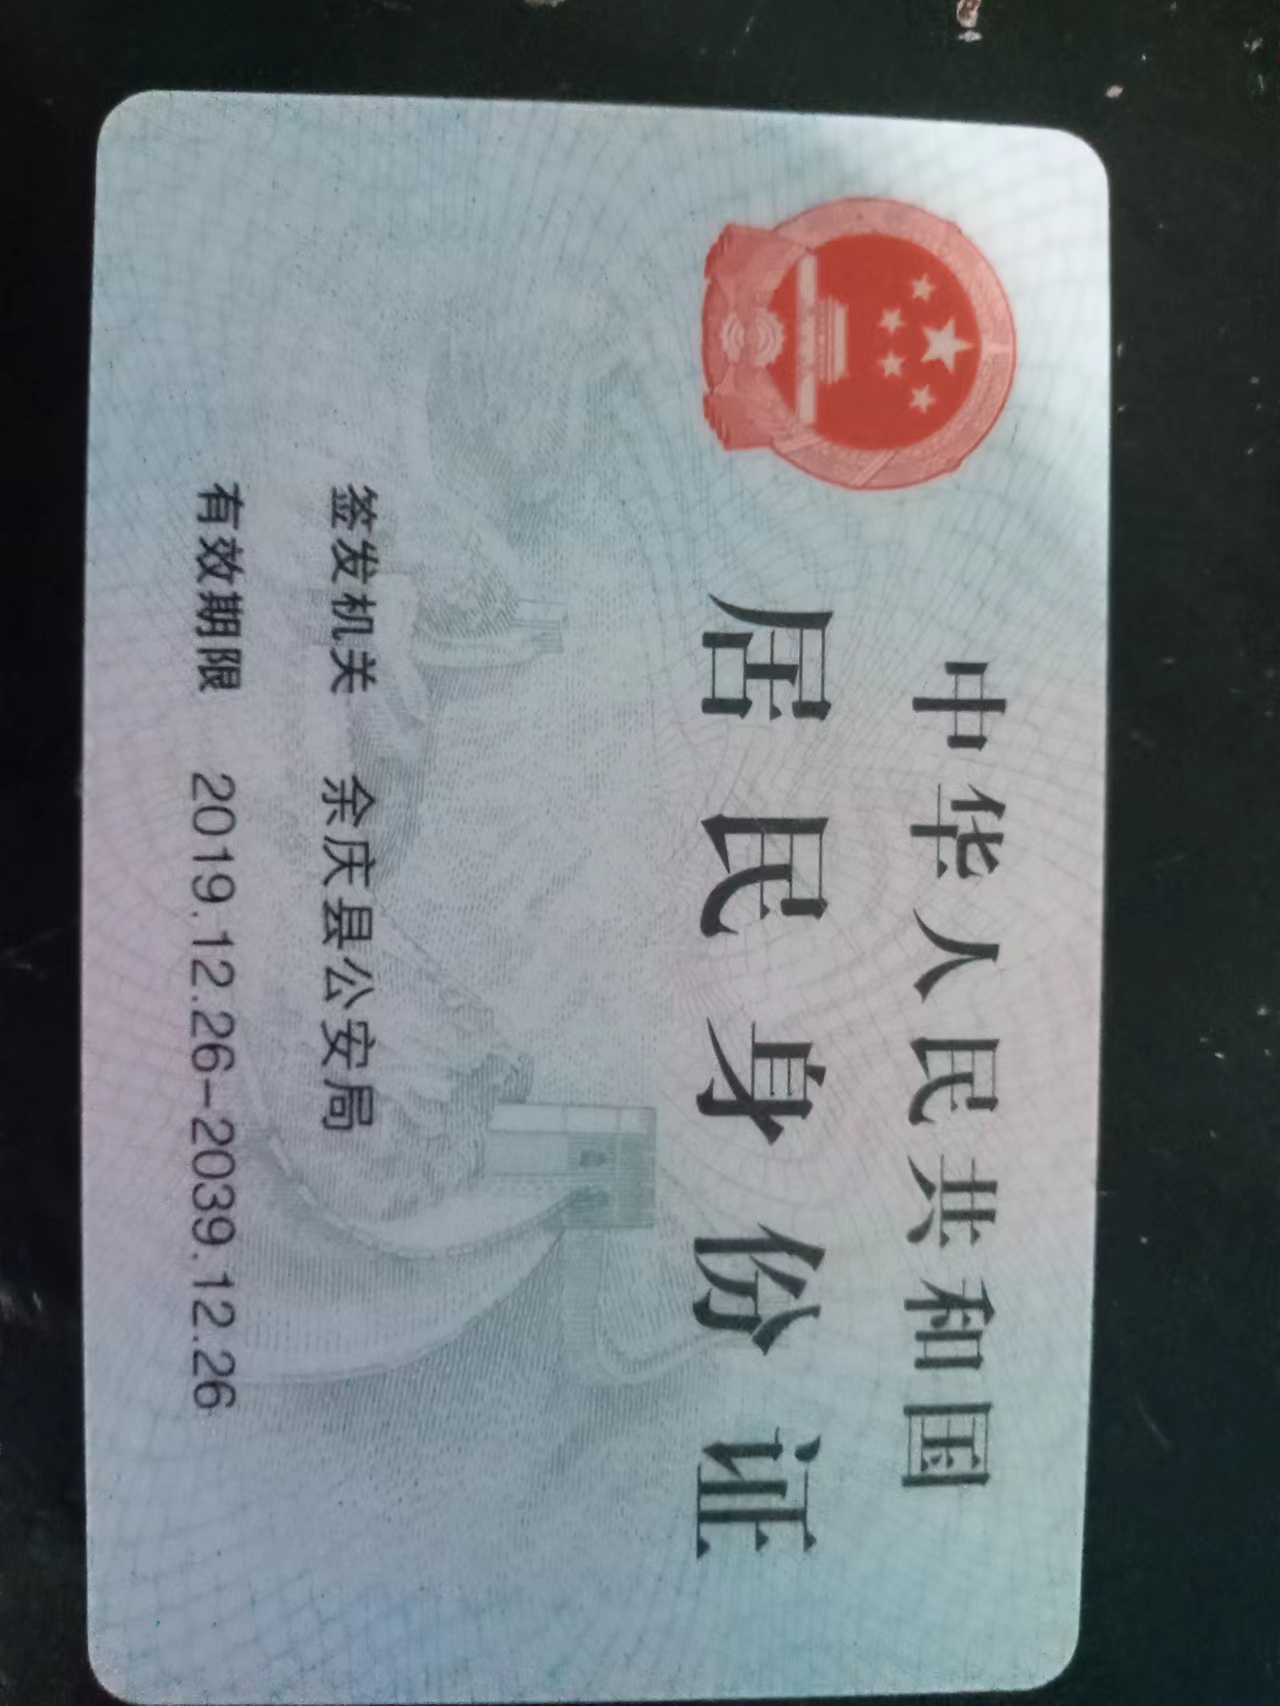 中华人民共和国
居民身份证
签发机关 余庆县公安局
有效期限 2019.12.26-2039.12.26